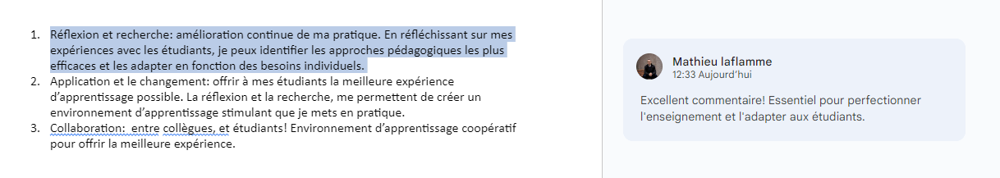 1. Réflexion et recherche: amélioration continue de ma pratique. En réfléchissant sur mes
expériences avec les étudiants, je peux identifier les approches pédagogiques les plus
efficaces et les adapter en fonction des besoins individuels.
2. Application et le changement: offrir à mes étudiants la meilleure expérience
d’apprentissage possible. La réflexion et la recherche, me permettent de créer un
environnement d’apprentissage stimulant que je mets en pratique.
3. Collaboration:  entre collègues, et étudiants! Environnement d’apprentissage coopératif
pour offrir la meilleure expérience.
Mathieu laflamme
12:33 Aujourd’hui
Excellent commentaire! Essentiel pour perfectionner
l'enseignement et l'adapter aux étudiants.